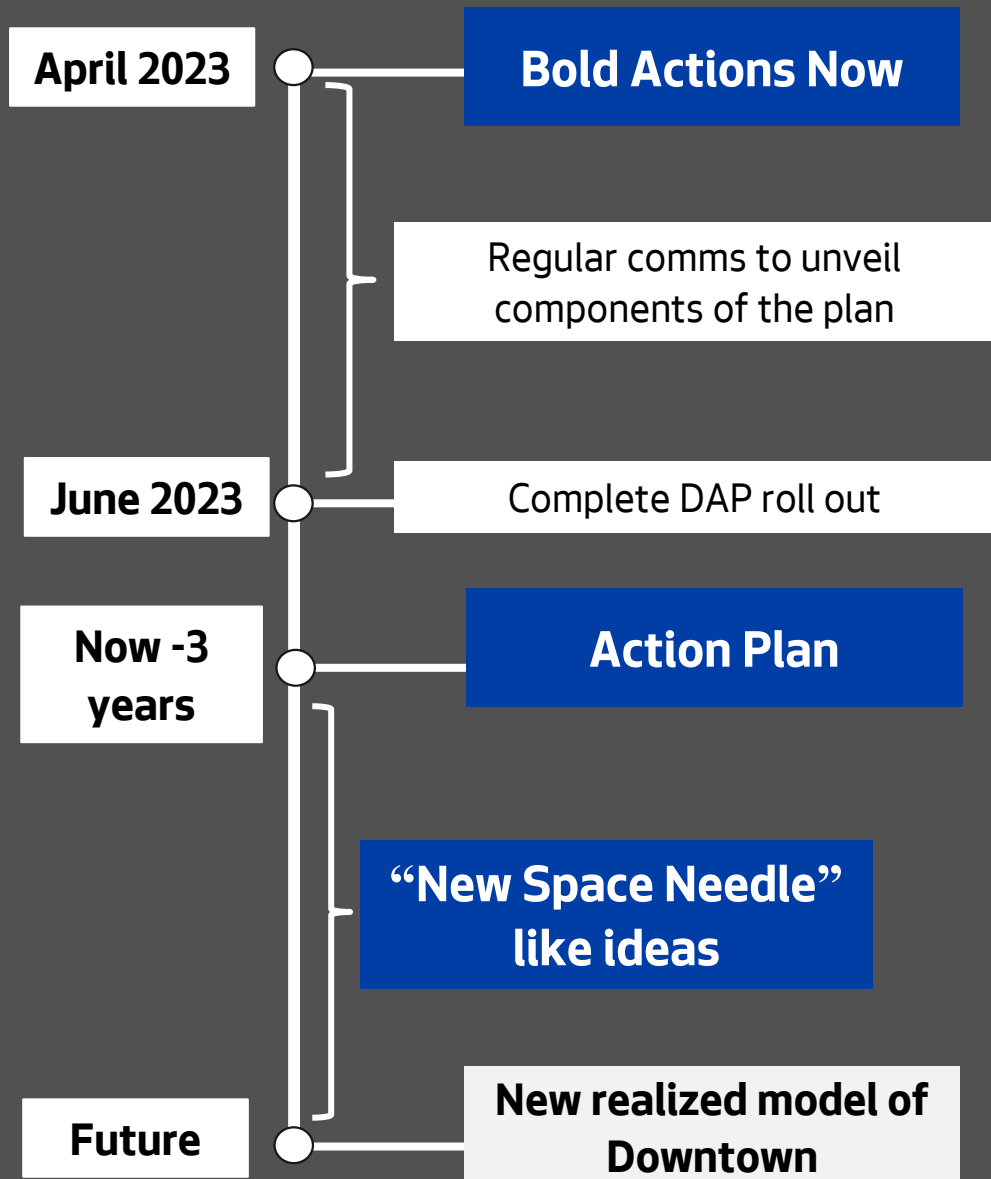 April 2023
Bold Actions Now
Regular comms to unveil
components of the plan
June 2023
Complete DAP roll out
Now -3
years
Action Plan
“New Space Needle”
like ideas
Future
New realized model of
Downtown